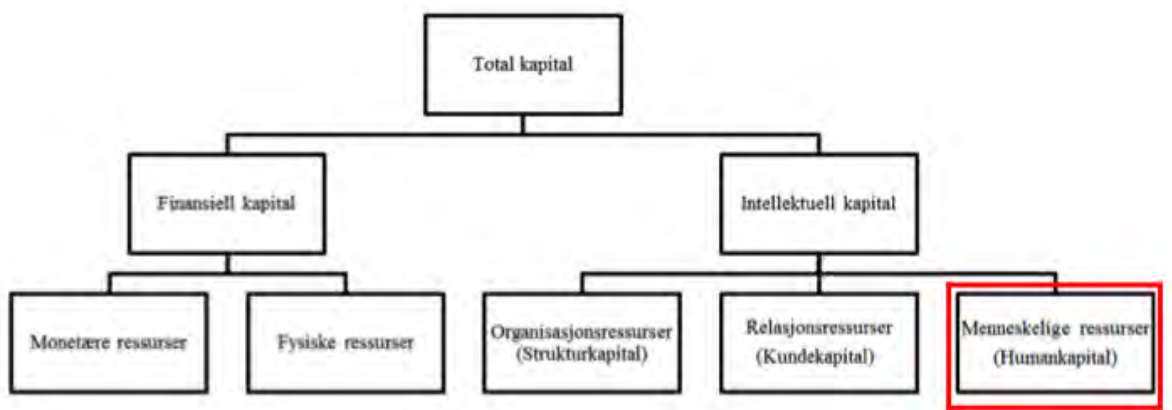 Total kapital
Finansiell kapital
Intellektuell kapital
Monetære ressurser
Fysiske ressurser
Organisasjonsressurser
(Strukturkapital)
Relasjonsressurser
(Kundekapital)
Menneskelige ressurser
(Humankapital)